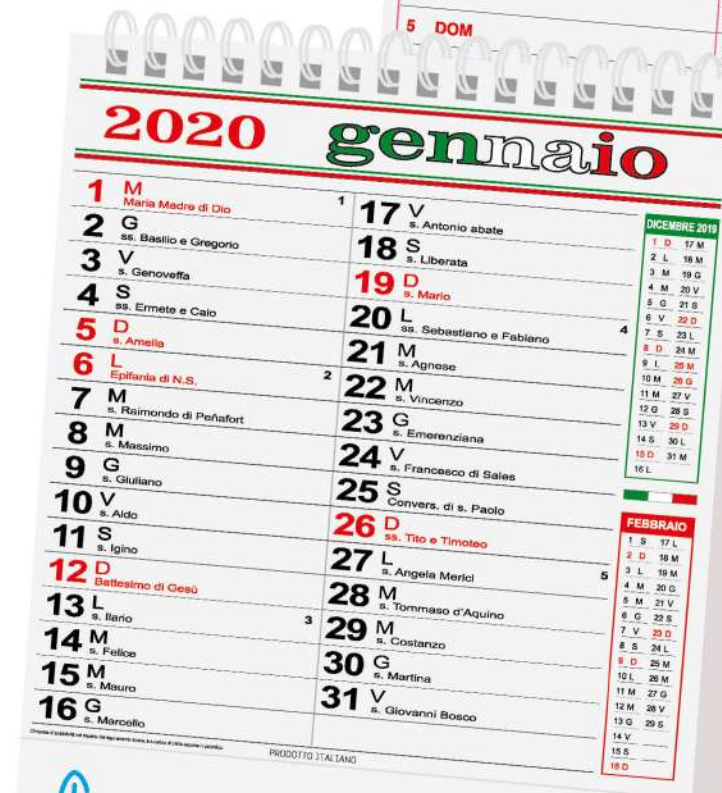 5 DOM
2020 gennaio
1 M 1
Maria Madre di Dio
2 G
ss. Basilio e Gregorio
3 V
s. Genoveffa
4 S
ss. Ermete e Caio
5 D
s. Amelia
6 L 2
Epifania di N.S.
7 M
s. Raimondo di Peñafort
8 M
s. Massimo
9 G
s. Giuliano
10 V
s. Aldo
11 S
s. Igino
12 D
Battesimo di Gesù
13 L 3
s. Ilario
14 M
s. Felice
15 M
s. Mauro
16 G
s. Marcello
17 V
s. Antonio abate
18 S
s. Liberata
19 D
s. Mario
20 L 4
ss. Sebastiano e Fabiano
21 M
s. Agnese
22 M
s. Vincenzo
23 G
s. Emerenziana
24 V
s. Francesco di Sales
25 S
Convers. di s. Paolo
26 D
ss. Tito e Timoteo
27 L 5
s. Angela Merici
28 M
s. Tommaso d'Aquino
29 M
s. Costanzo
30 G
s. Martina
31 V
s. Giovanni Bosco
DICEMBRE 2019
1 D 17 M
2 L 18 M
3 M 19 G
4 M 20 V
5 G 21 S
6 V 22 D
7 S 23 L
8 D 24 M
9 L 25 M
10 M 26 G
11 M 27 V
12 G 28 S
13 V 29 D
14 S 30 L
15 D 31 M
16 L
FEBBRAIO
1 S 17 L
2 D 18 M
3 L 19 M
4 M 20 G
5 M 21 V
6 G 22 S
7 V 23 D
8 S 24 L
9 D 25 M
10 L 26 M
11 M 27 G
12 M 28 V
13 G 29 S
14 V
15 S
16 D
PRODOTTO ITALIANO